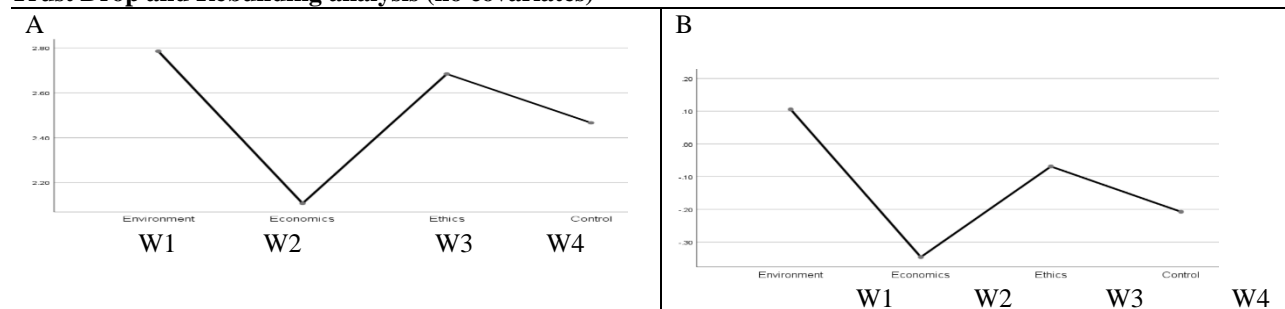 Trust Drop and Rebuilding analysis (no covariates)
A
2.80
2.60
2.40
2.20
Environment Economics Ethics Control
W1 W2 W3 W4
B
.20
.10
.00
-.10
-.20
-.30
Environment Economics Ethics Control
W1 W2 W3 W4